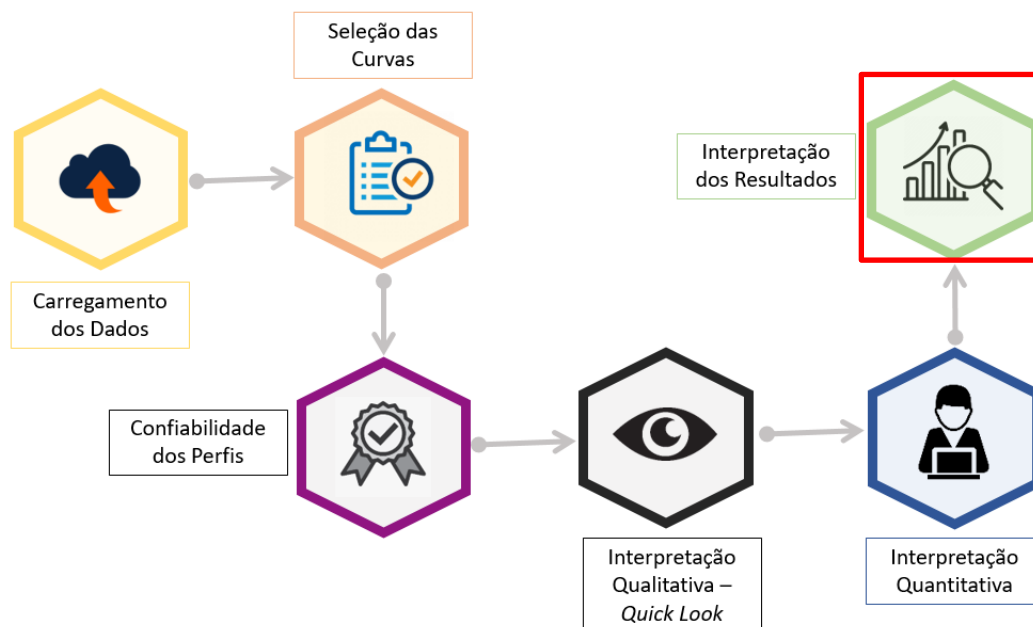 Seleção das
Curvas
Carregamento
dos Dados
Confiabilidade
dos Perfis
Interpretação
Qualitativa –
Quick Look
Interpretação
Quantitativa
Interpretação
dos Resultados